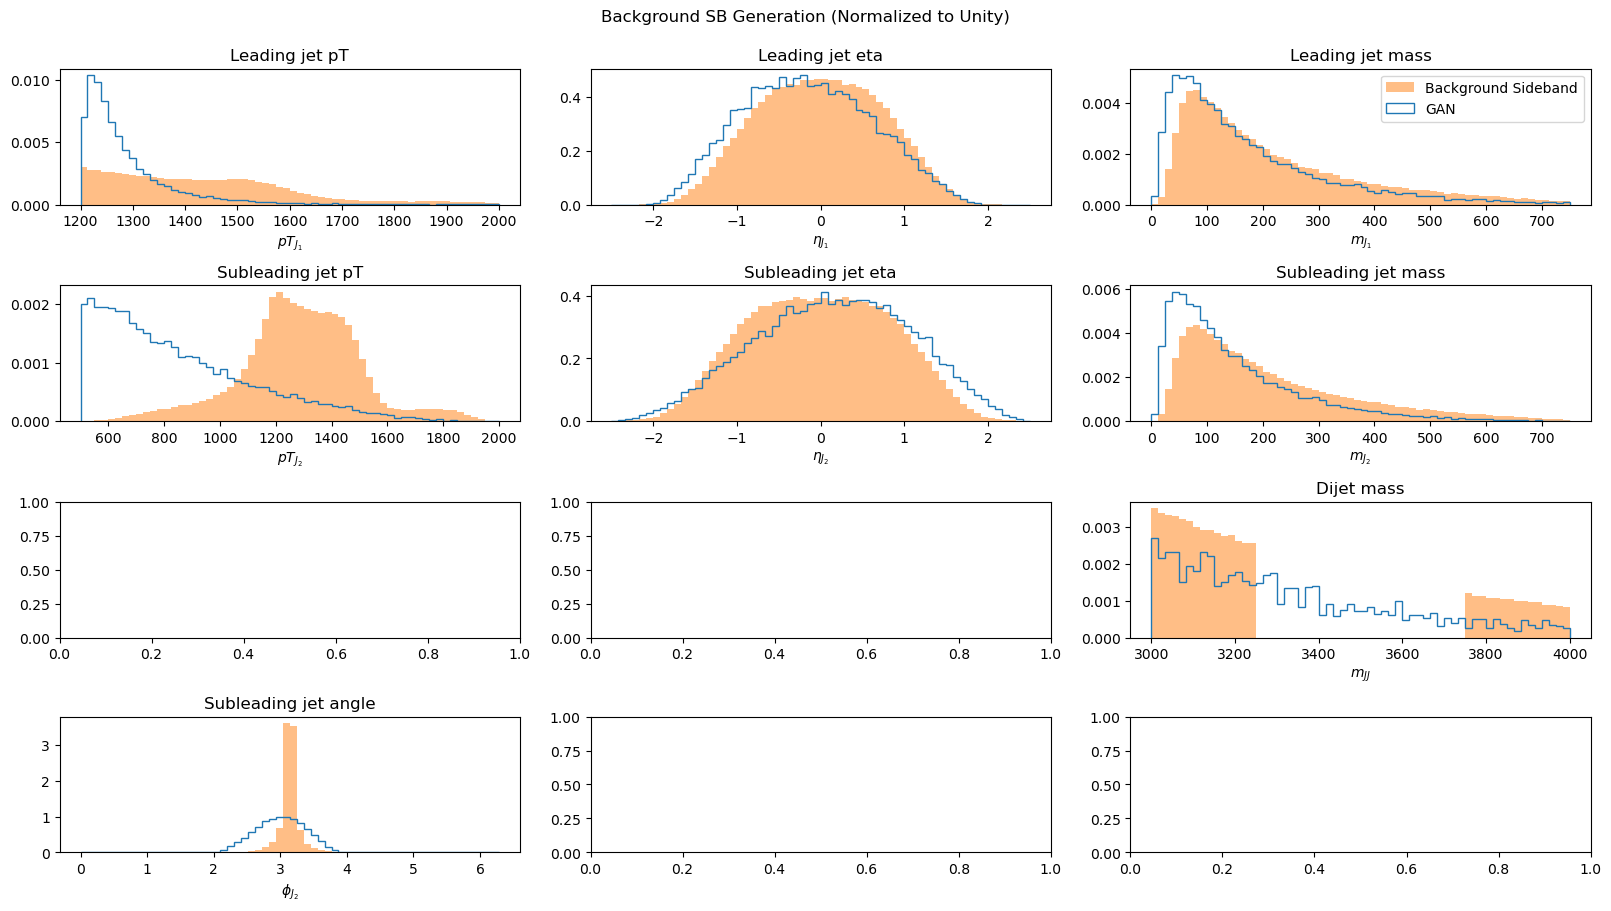 Background SB Generation (Normalized to Unity)
Leading jet pT
0.010
0.005
0.000
1200 1300 1400 1500 1600 1700 1800 1900 2000
pT_{J_1}
Leading jet eta
0.4
0.2
0.0
−2 −1 0 1 2
η_{J_1}
Leading jet mass
Background Sideband
GAN
0.004
0.002
0.000
0 100 200 300 400 500 600 700
m_{J_1}
Subleading jet pT
0.002
0.001
0.000
600 800 1000 1200 1400 1600 1800 2000
pT_{J_2}
Subleading jet eta
0.4
0.2
0.0
−2 −1 0 1 2
η_{J_2}
Subleading jet mass
0.006
0.004
0.002
0.000
0 100 200 300 400 500 600 700
m_{J_2}
1.00
0.75
0.50
0.25
0.00
0.0 0.2 0.4 0.6 0.8 1.0
1.00
0.75
0.50
0.25
0.00
0.0 0.2 0.4 0.6 0.8 1.0
Dijet mass
0.003
0.002
0.001
0.000
3000 3200 3400 3600 3800 4000
m_{JJ}
Subleading jet angle
3
2
1
0
0 1 2 3 4 5 6
ϕ_{J_2}
1.00
0.75
0.50
0.25
0.00
0.0 0.2 0.4 0.6 0.8 1.0
1.00
0.75
0.50
0.25
0.00
0.0 0.2 0.4 0.6 0.8 1.0